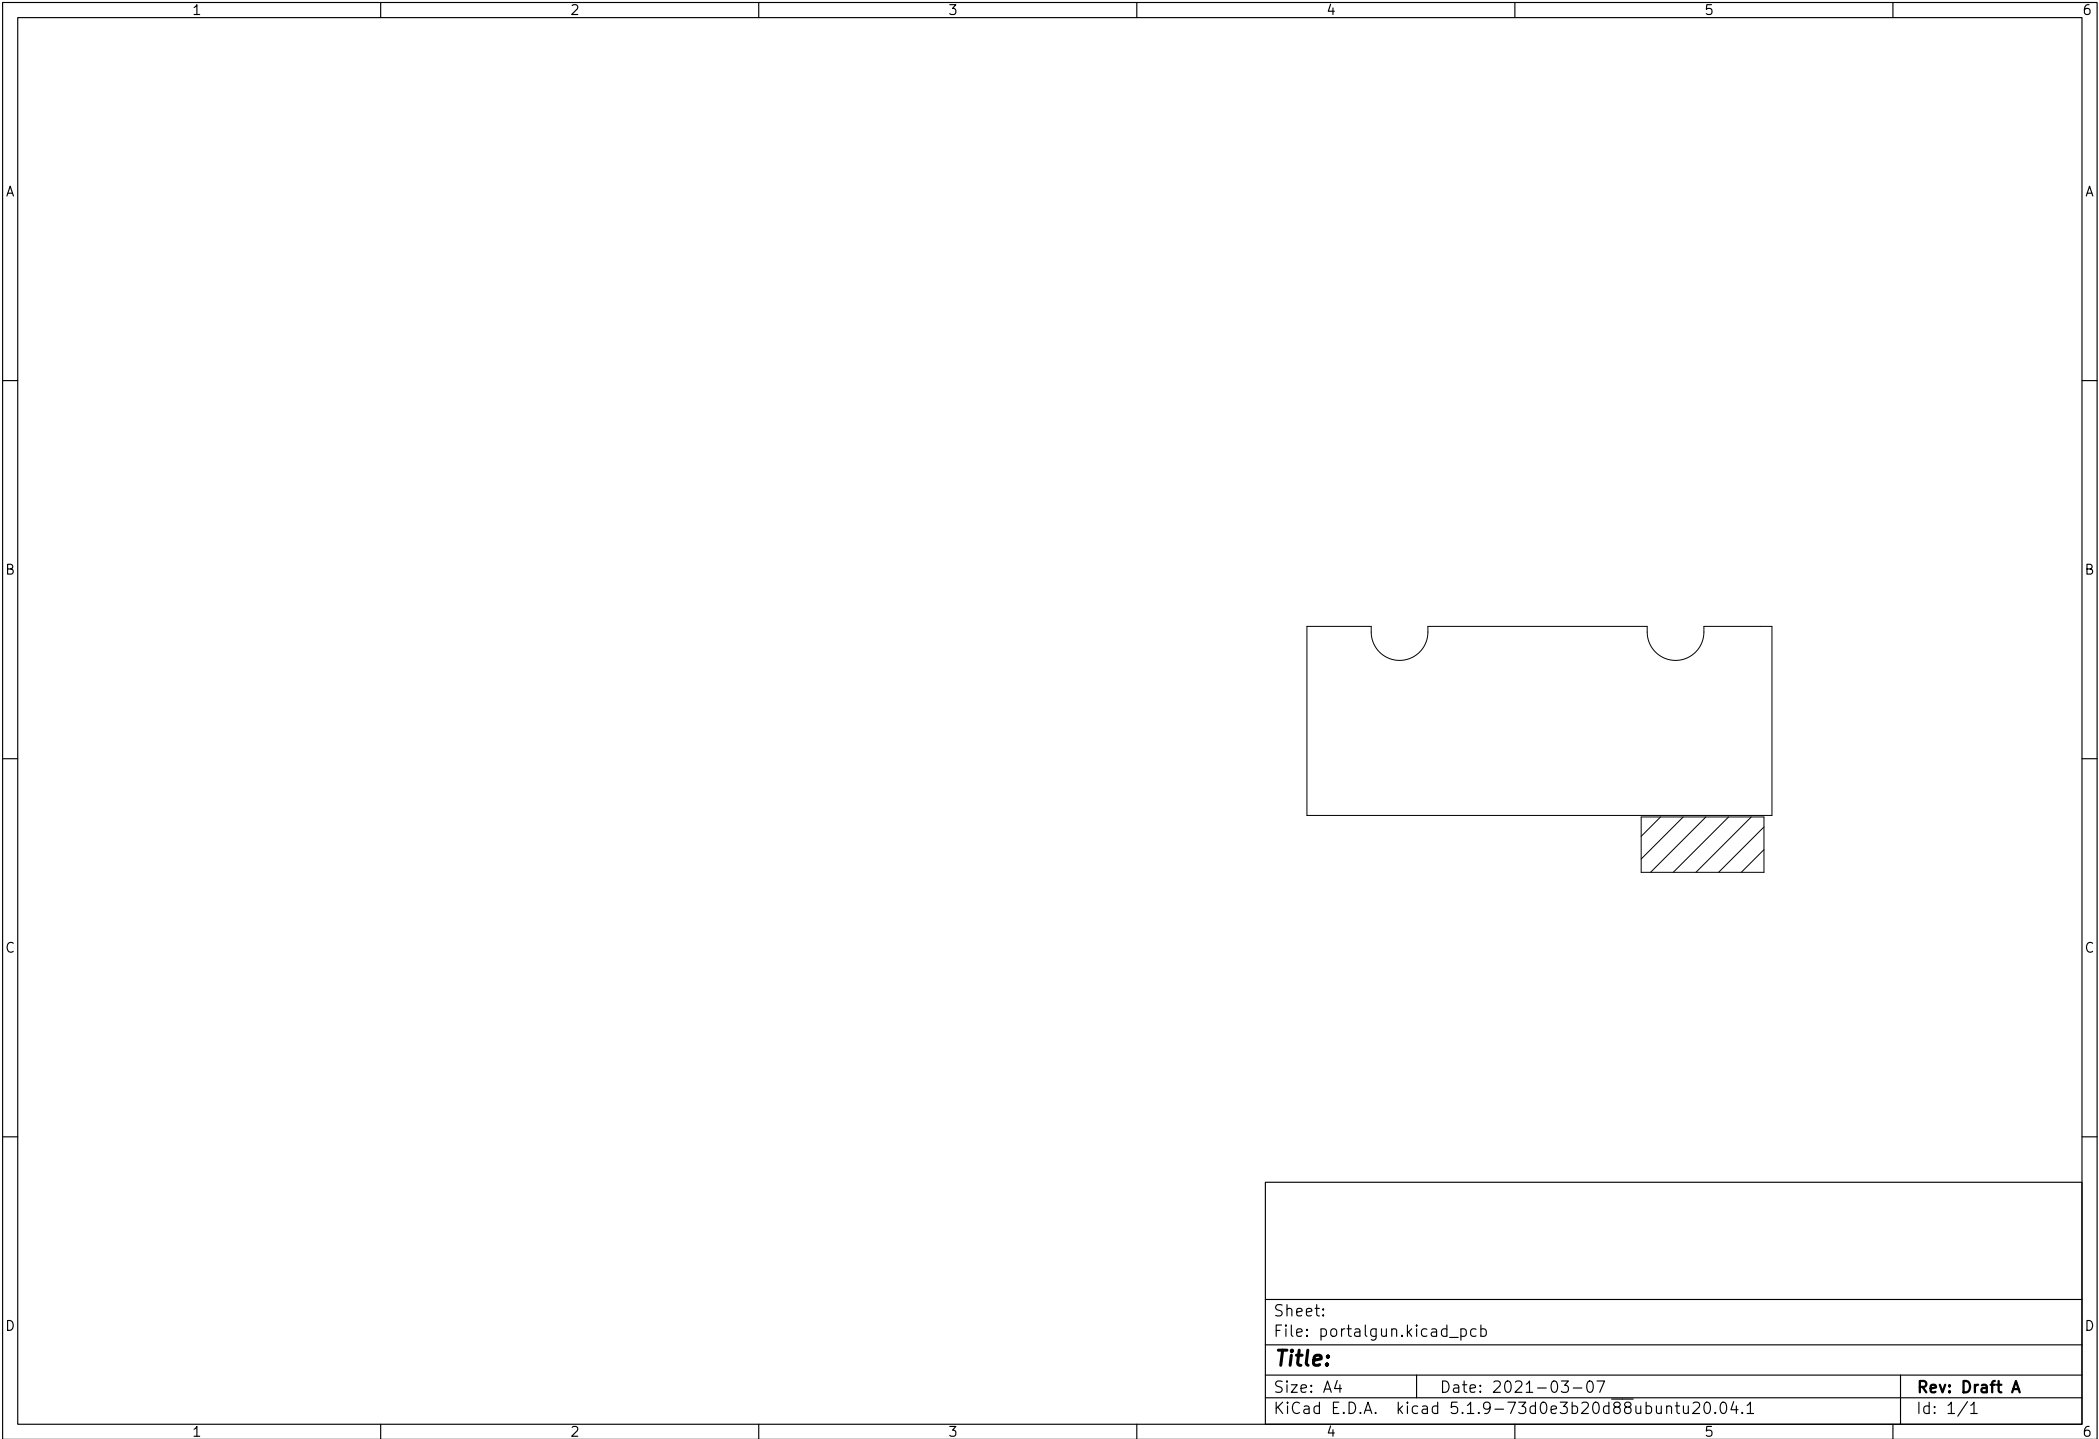 1 2 3 4 5 6
A A
B B
C C
Sheet:
File: portalgun.kicad_pcb
D D
Title:
Size: A4 Date: 2021-03-07 Rev: Draft A
KiCad E.D.A. kicad 5.1.9-73d0e3b20d88ubuntu20.04.1 Id: 1/1
1 2 3 4 5 6